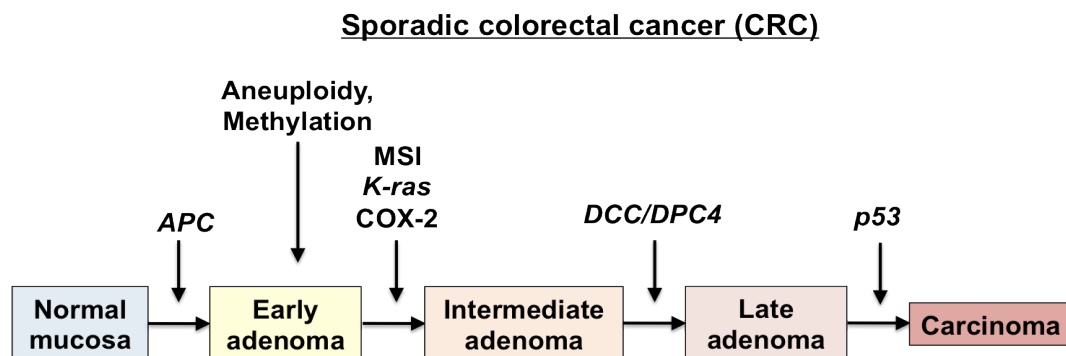 Sporadic colorectal cancer (CRC)
Aneuploidy,
Methylation
MSI
K-ras
COX-2
APC
DCC/DPC4
p53
Normal
mucosa
Early
adenoma
Intermediate
adenoma
Late
adenoma
Carcinoma